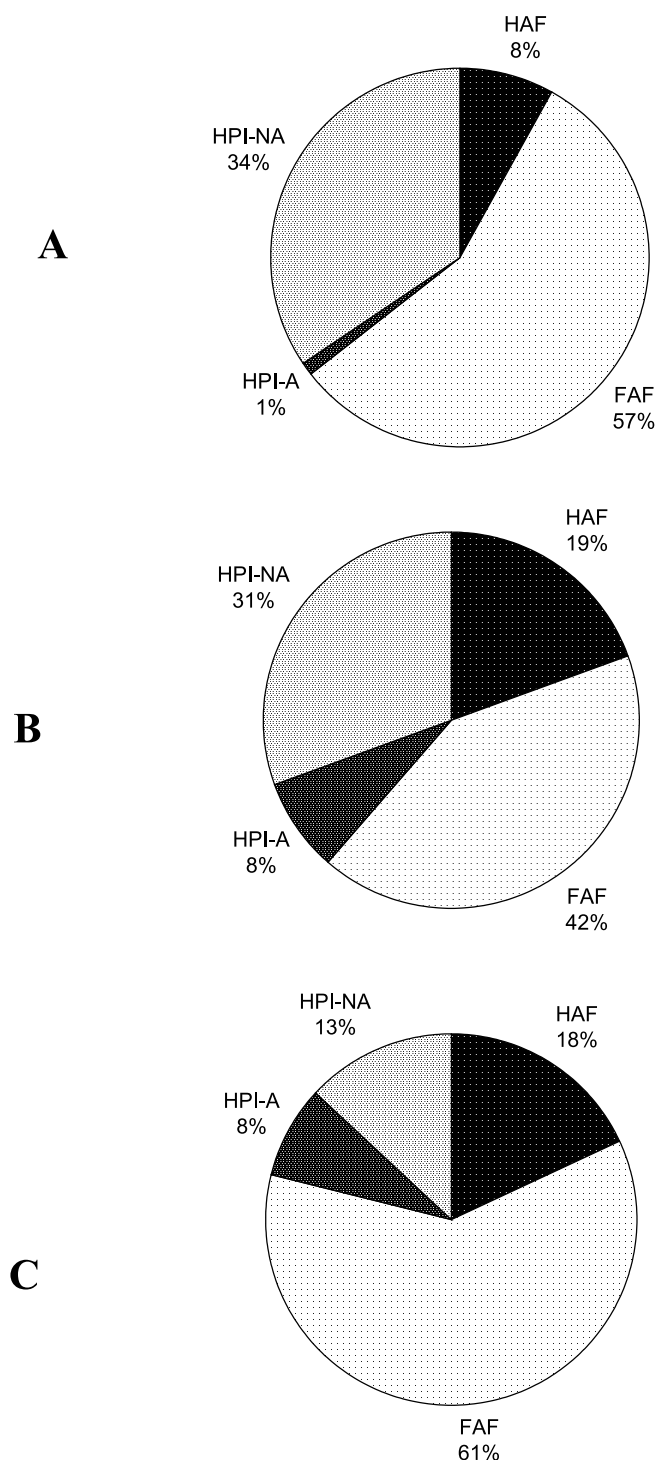 HAF
8%
HPI-NA
34%
A
HPI-A
1%
FAF
57%
HAF
19%
HPI-NA
31%
B
HPI-A
8%
FAF
42%
HPI-NA
13%
HAF
18%
HPI-A
8%
C
FAF
61%